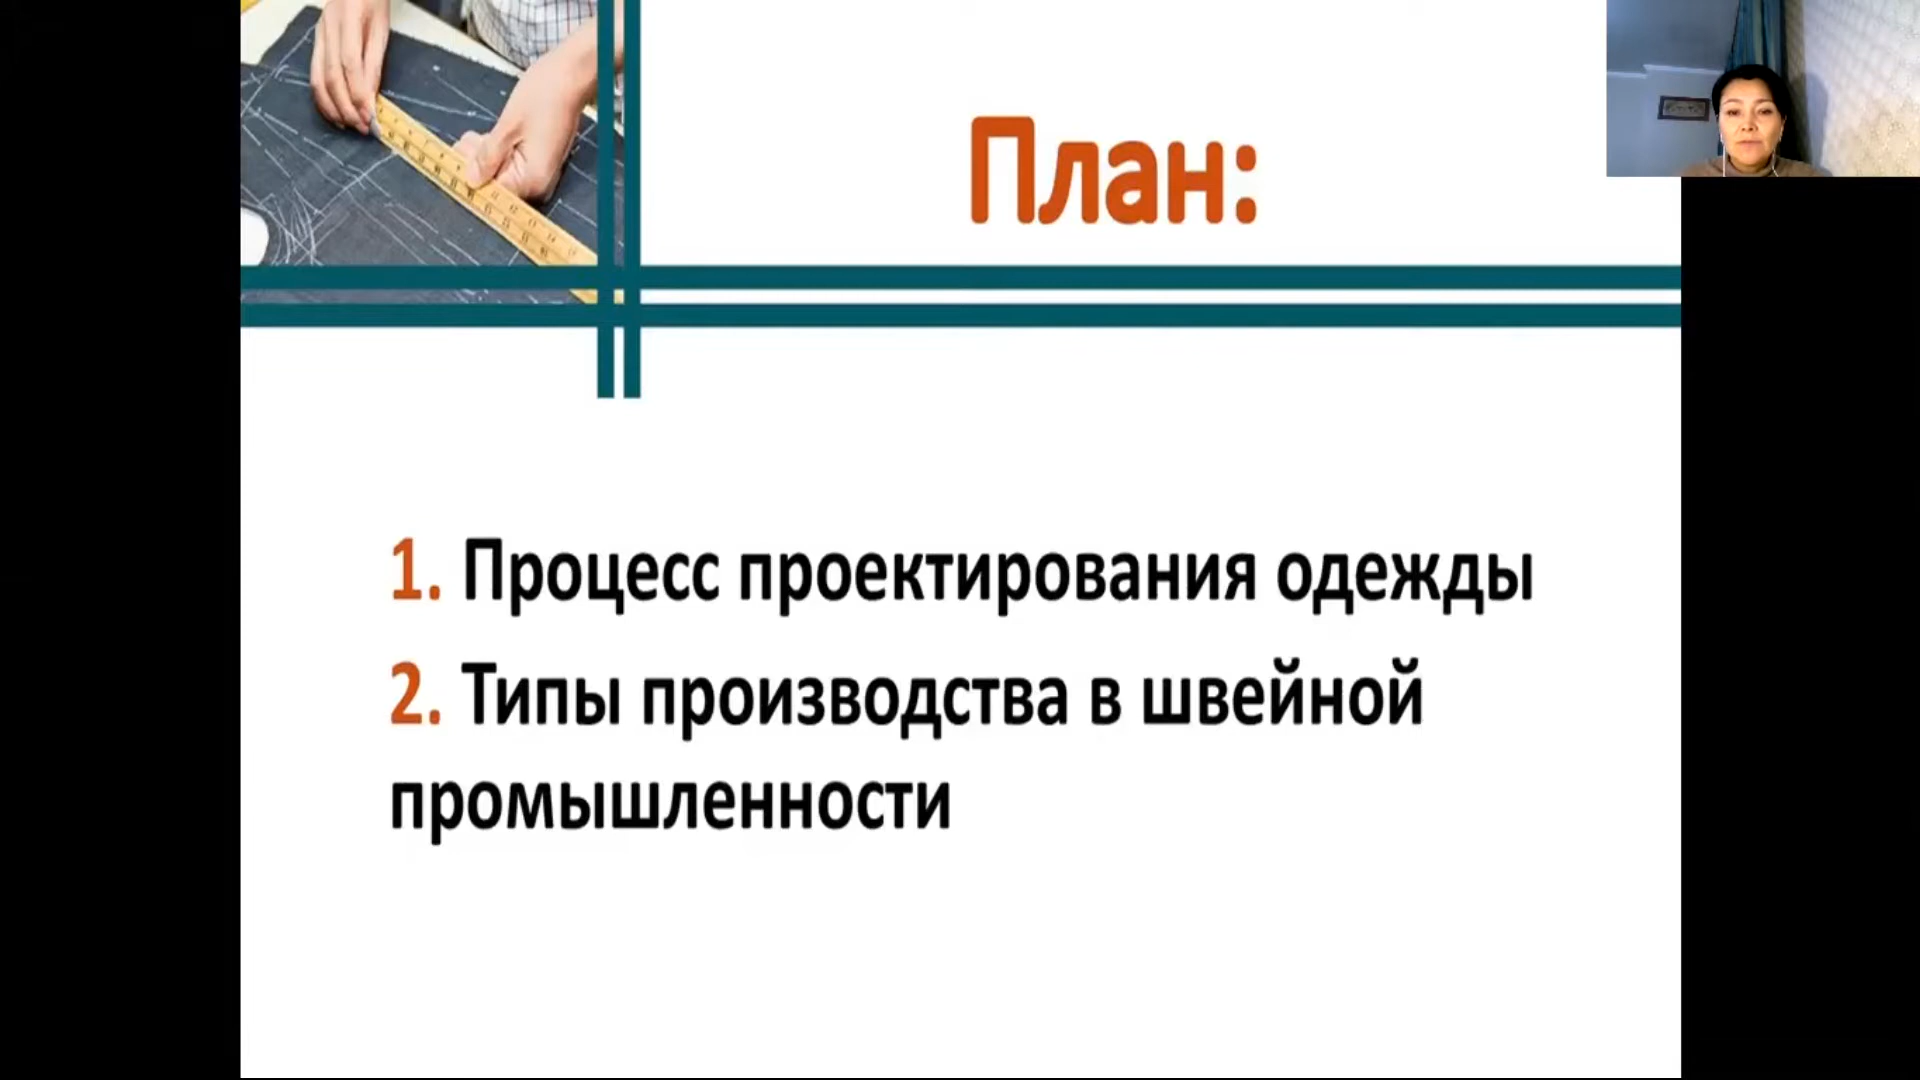 План:
1. Процесс проектирования одежды
2. Типы производства в швейной
промышленности